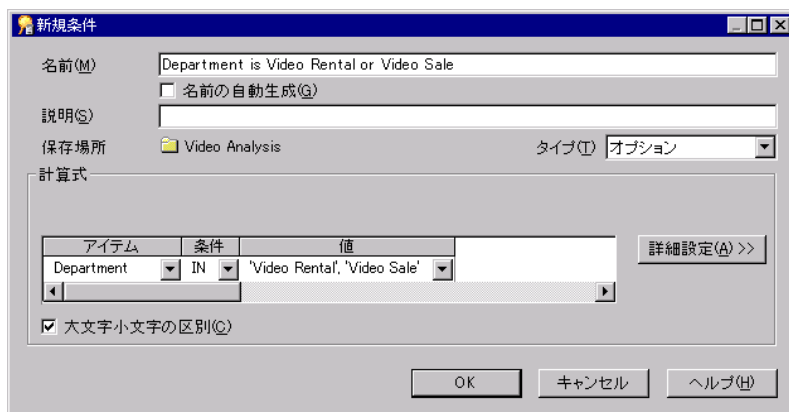 新規条件
名前(M) Department is Video Rental or Video Sale
名前の自動生成(G)
説明(S)
保存場所 Video Analysis タイプ(T) オプション
計算式
アイテム 条件 値
Department IN 'Video Rental', 'Video Sale' 詳細設定(A) >>
大文字小文字の区別(C)
OK キャンセル ヘルプ(H)